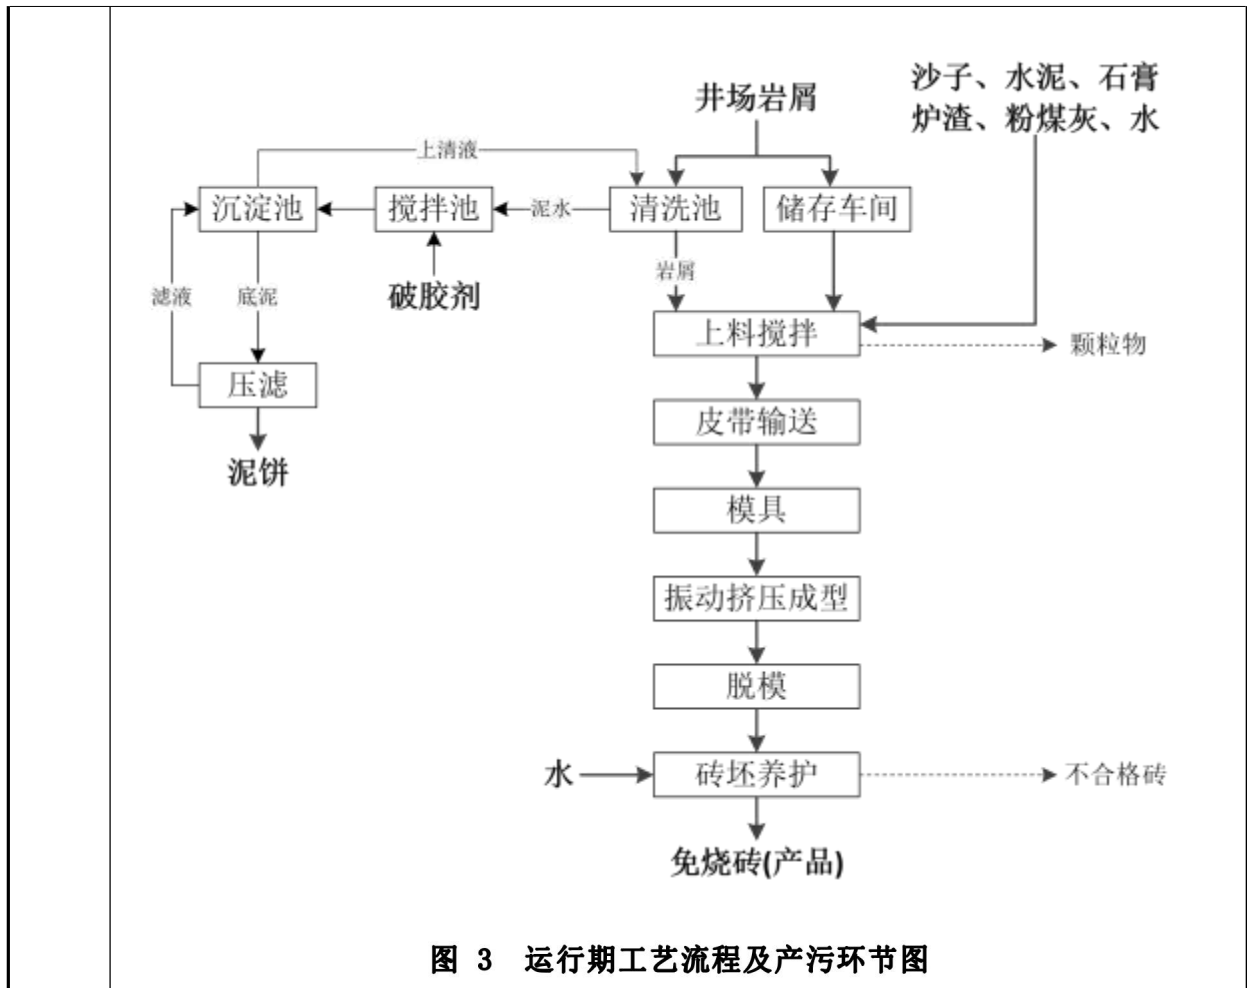 沙子、水泥、石膏
炉渣、粉煤灰、水
井场岩屑
上清液
沉淀池
搅拌池
泥水
清洗池
储存车间
岩屑
滤液
底泥
破胶剂
上料搅拌
颗粒物
压滤
皮带输送
泥饼
模具
振动挤压成型
脱模
水
砖坯养护
不合格砖
免烧砖(产品)
图 3 运行期工艺流程及产污环节图